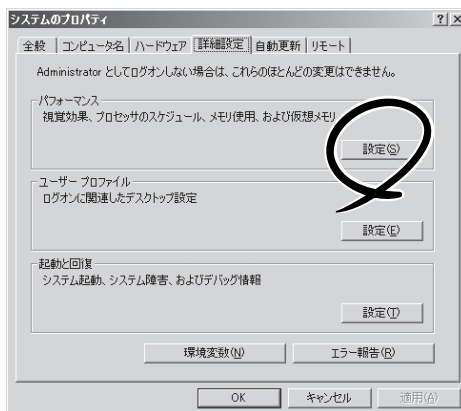 システムのプロパティ ? ×
全般 コンピュータ名 ハードウェア 詳細設定 自動更新 リモート
Administrator としてログオンしない場合は、これらのほとんどの変更はできません。
パフォーマンス
視覚効果、プロセッサのスケジュール、メモリ使用、および仮想メモリ
設定(S)
ユーザー プロファイル
ログオンに関連したデスクトップ設定
設定(E)
起動と回復
システム起動、システム障害、およびデバッグ情報
設定(T)
環境変数(N) エラー報告(R)
OK キャンセル 適用(A)